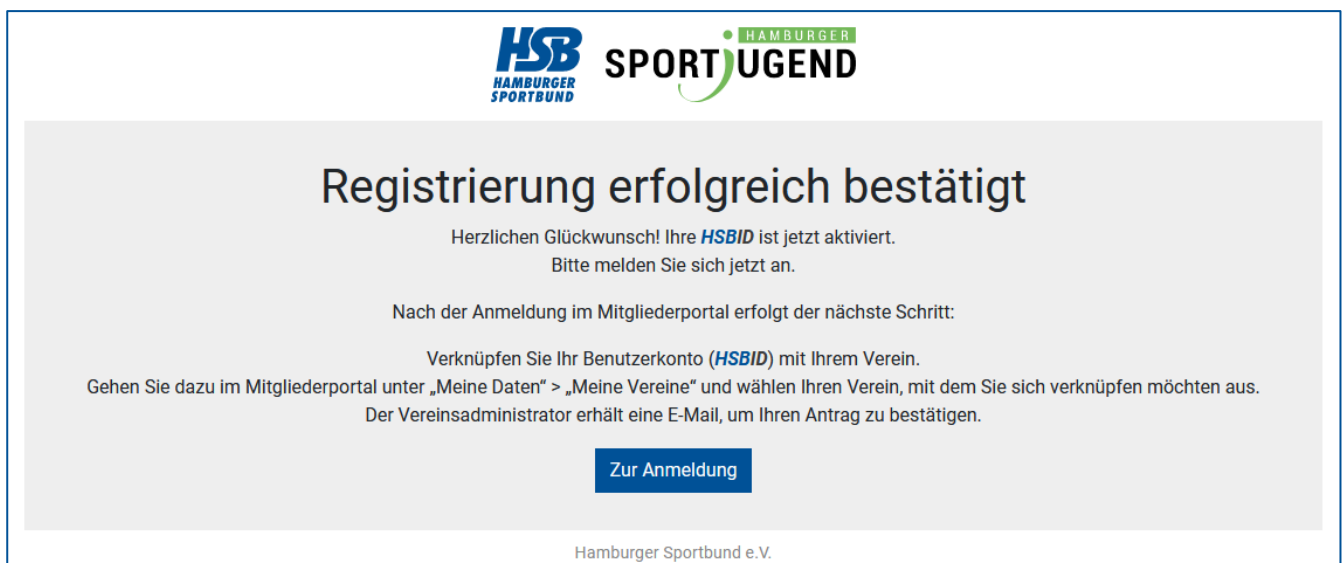 HSB
HAMBURGER
SPORTBUND
HAMBURGER
SPORTJUGEND
Registrierung erfolgreich bestätigt
Herzlichen Glückwunsch! Ihre HSBID ist jetzt aktiviert.
Bitte melden Sie sich jetzt an.
Nach der Anmeldung im Mitgliederportal erfolgt der nächste Schritt:
Verknüpfen Sie Ihr Benutzerkonto (HSBID) mit Ihrem Verein.
Gehen Sie dazu im Mitgliederportal unter „Meine Daten“ > „Meine Vereine“ und wählen Ihren Verein, mit dem Sie sich verknüpfen möchten aus.
Der Vereinsadministrator erhält eine E-Mail, um Ihren Antrag zu bestätigen.
Zur Anmeldung
Hamburger Sportbund e.V.